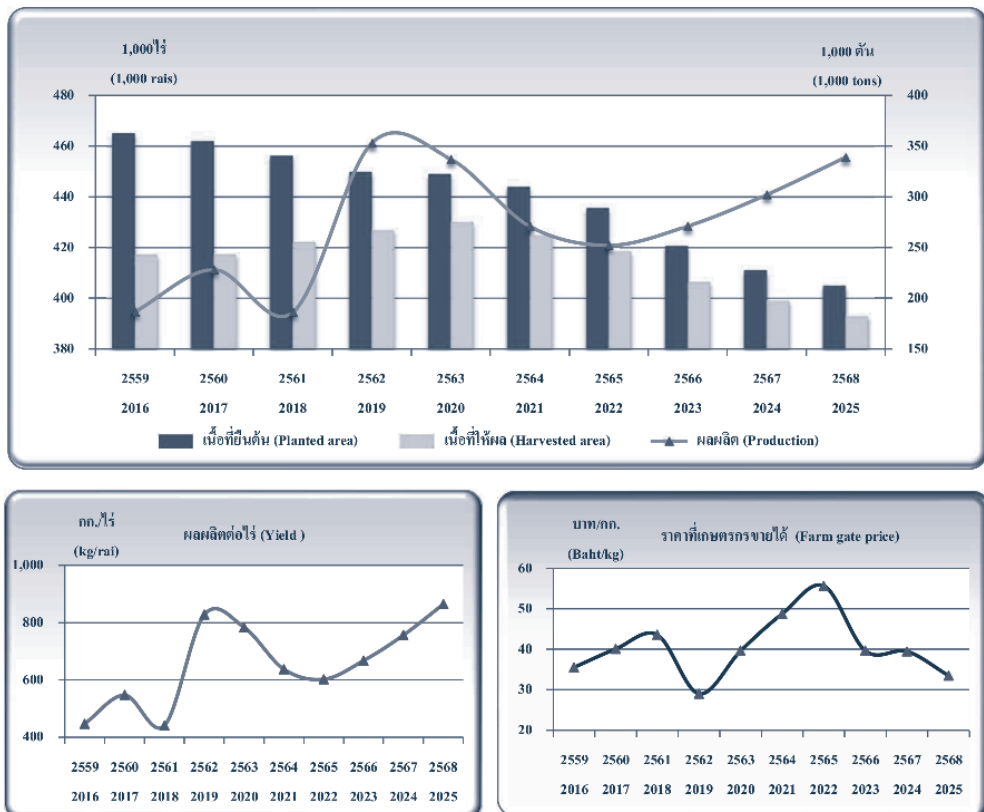 1,000ไร่
(1,000 rais)
1,000 ตัน
(1,000 tons)
480
460
440
420
400
380
400
350
300
250
200
150
2559 2560 2561 2562 2563 2564 2565 2566 2567 2568
2016 2017 2018 2019 2020 2021 2022 2023 2024 2025
เนื้อที่ยืนต้น (Planted area) เนื้อที่ให้ผล (Harvested area) ผลผลิต (Production)
กก./ไร่
(kg/rai)
ผลผลิตต่อไร่ (Yield )
1,000
800
600
400
2559 2560 2561 2562 2563 2564 2565 2566 2567 2568
2016 2017 2018 2019 2020 2021 2022 2023 2024 2025
บาท/กก.
(Baht/kg)
ราคาที่เกษตรกรขายได้ (Farm gate price)
60
50
40
30
20
2559 2560 2561 2562 2563 2564 2565 2566 2567 2568
2016 2017 2018 2019 2020 2021 2022 2023 2024 2025